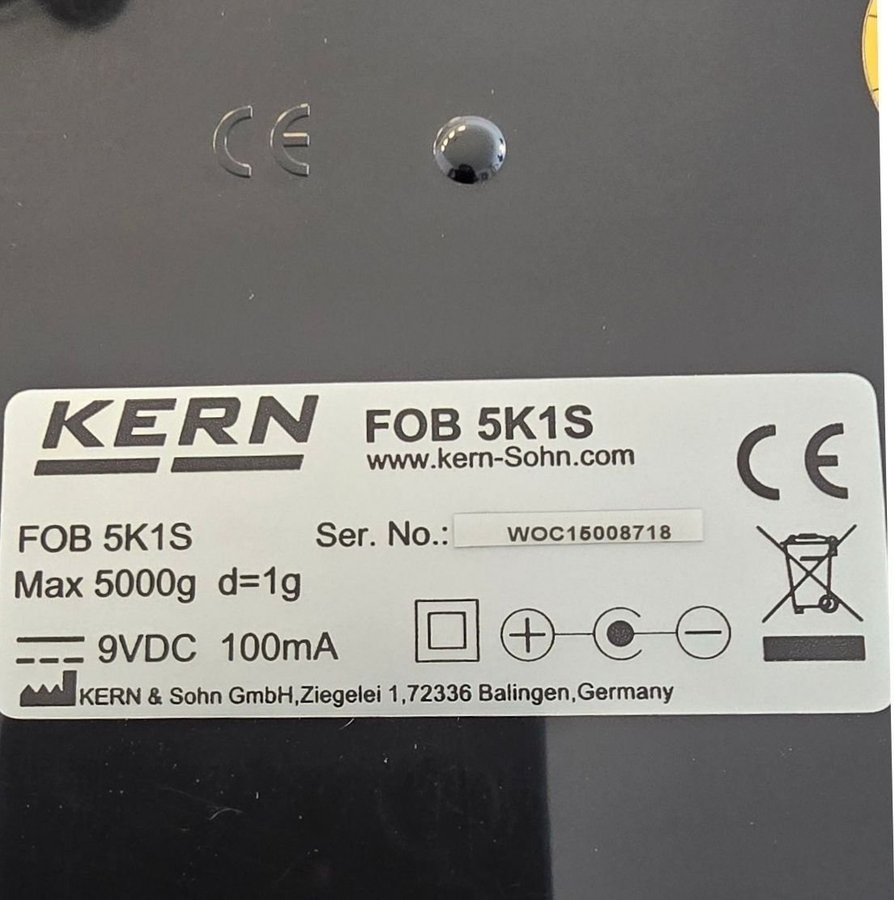 CE
KERN FOB 5K1S
www.kern-Sohn.com
CE
FOB 5K1S Ser. No.: WOC15008718
Max 5000g d=1g
9VDC 100mA
KERN & Sohn GmbH,Ziegelei 1,72336 Balingen,Germany